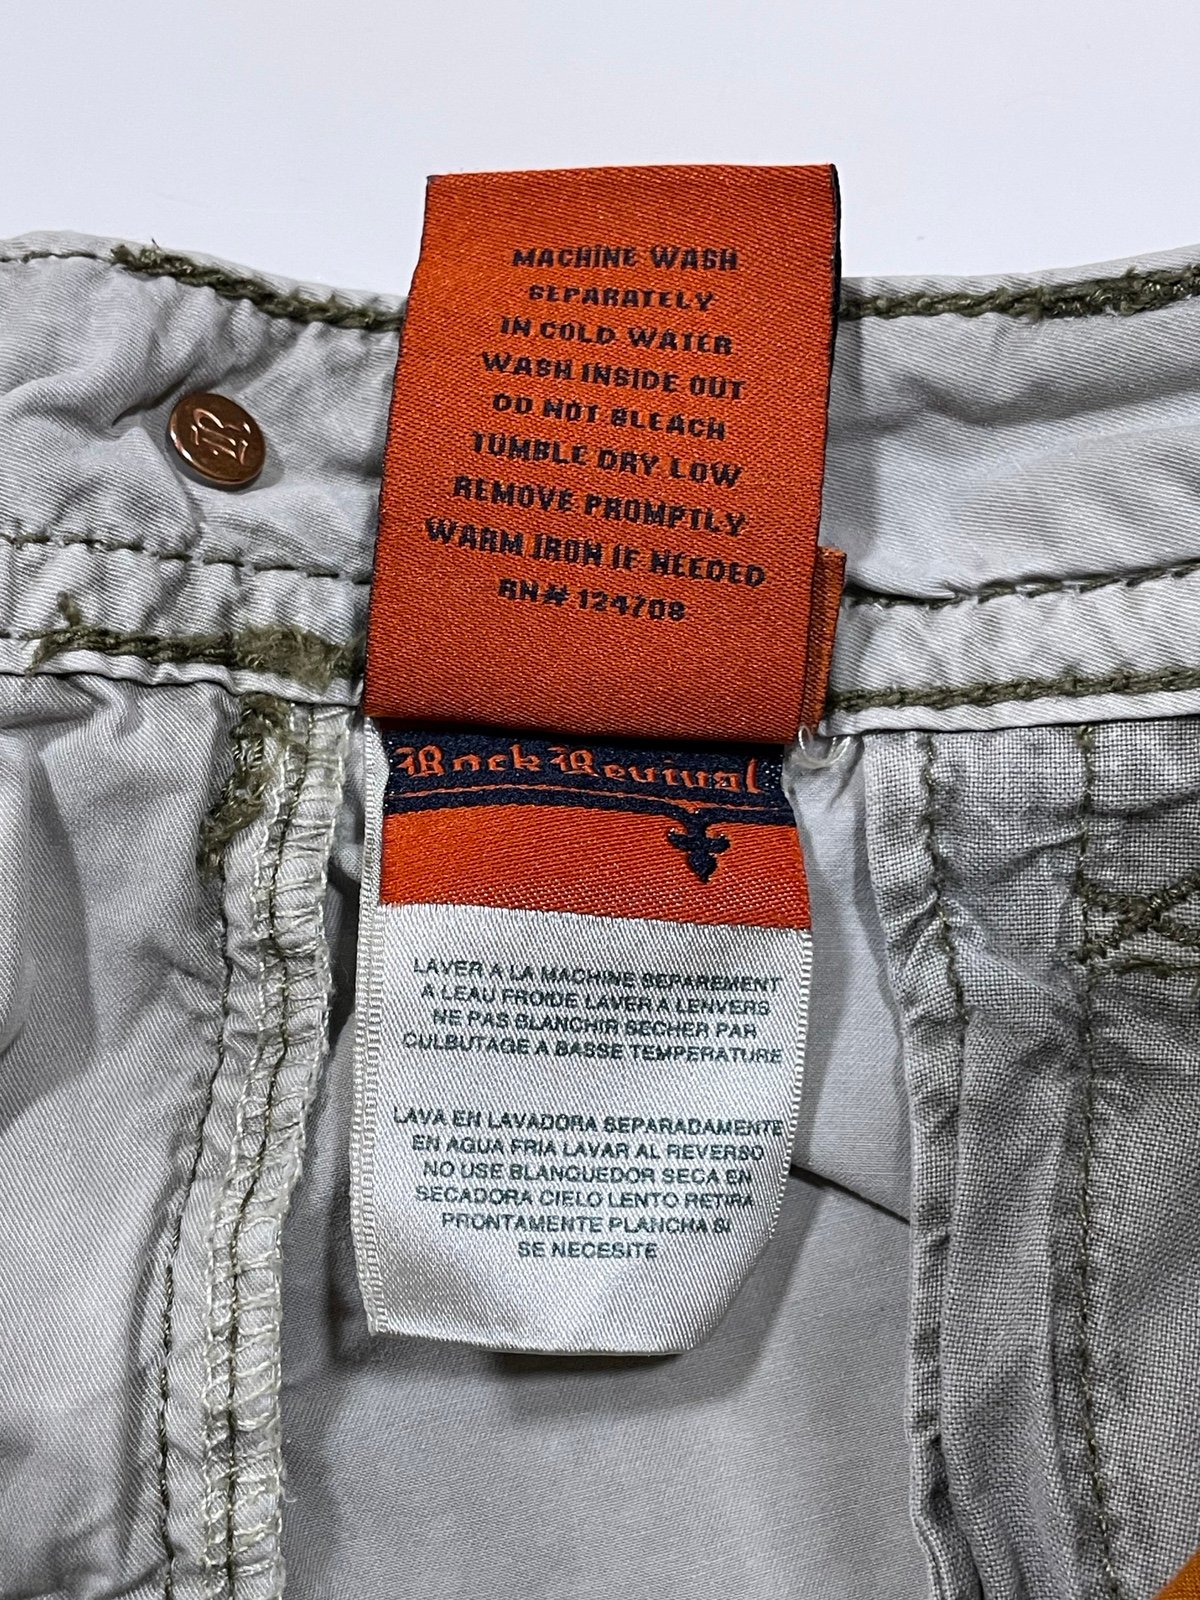 MACHINE WASH
SEPARATELY
IN COLD WATER
WASH INSIDE OUT
DO NOT BLEACH
TUMBLE DRY LOW
REMOVE PROMPTLY
WARM IRON IF NEEDED
RN# 124708
Rock Revival
LAVER A LA MACHINE SEPAREMENT
A LEAU FROIDE LAVER A LENVERS
NE PAS BLANCHIR SECHER PAR
CULBUTAGE A BASSE TEMPERATURE
LAVA EN LAVADORA SEPARADAMENTE
EN AGUA FRIA LAVAR AL REVERSO
NO USE BLANQUEDOR SECA EN
SECADORA CIELO LENTO RETIRA
PRONTAMENTE PLANCHA SI
SE NECESITE